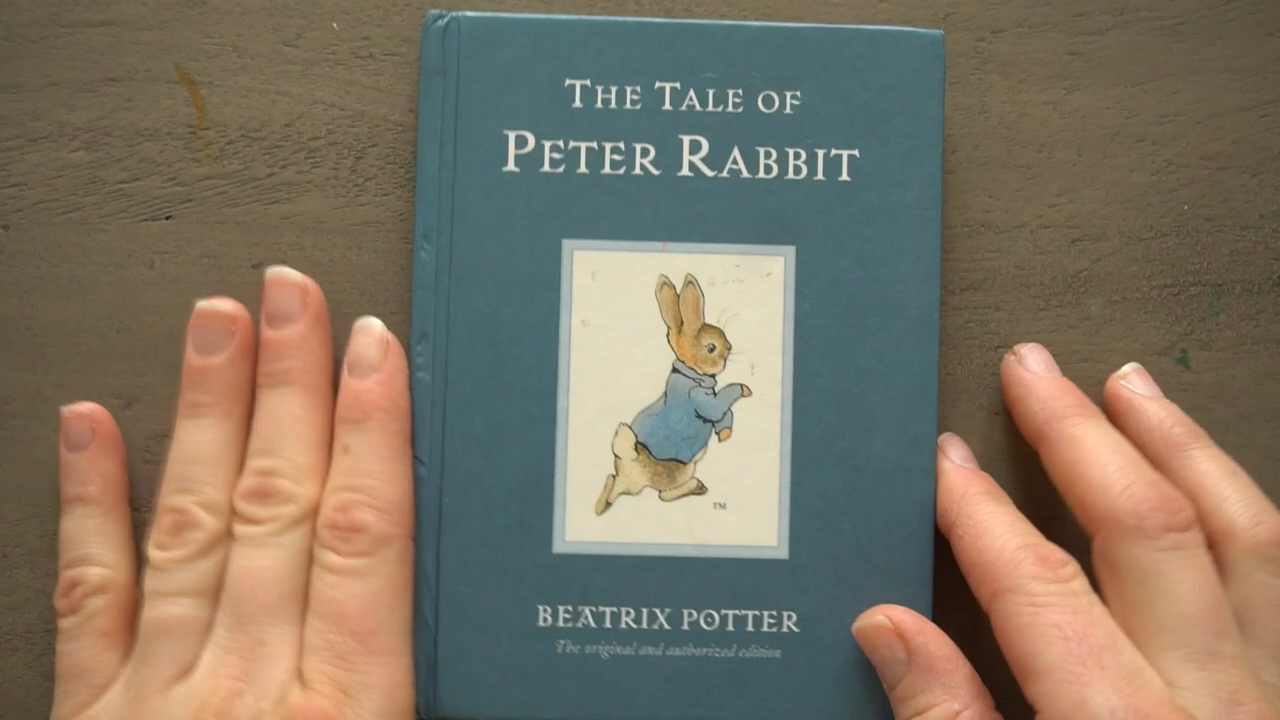 THE TALE OF
PETER RABBIT
TM
BEATRIX POTTER
The original and authorized edition